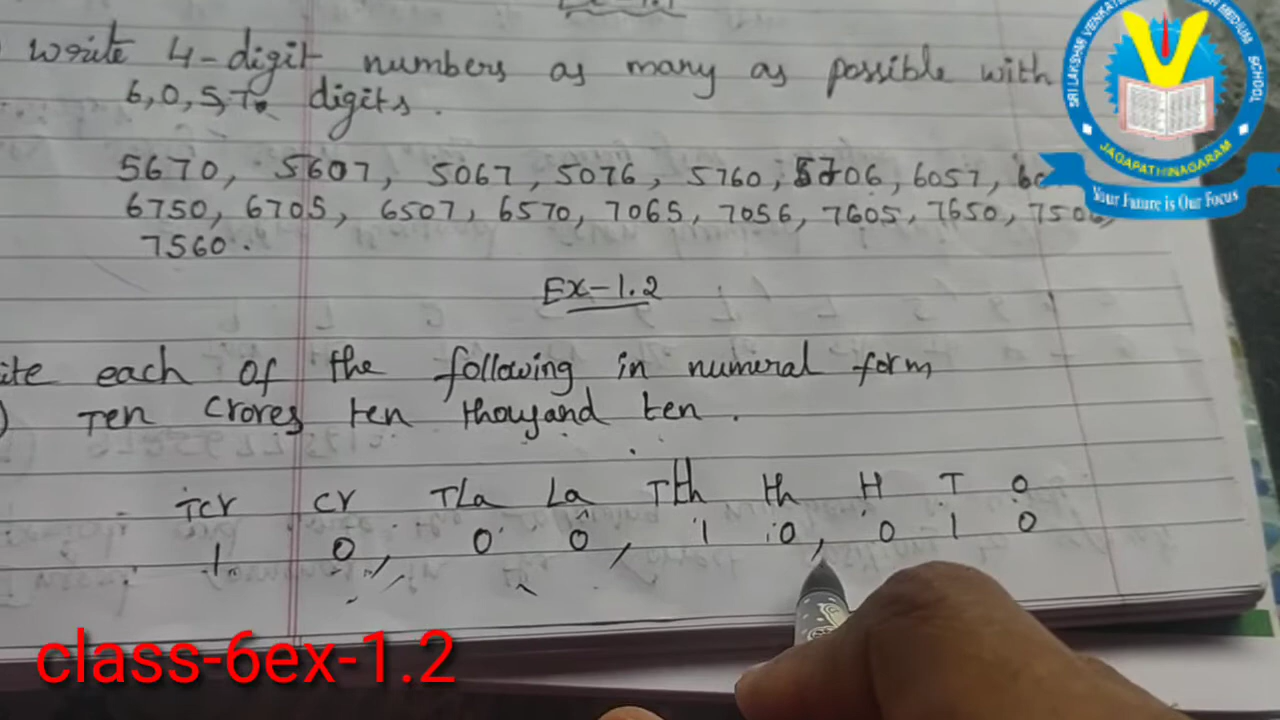 write 4-digit numbers as many as possible with
6,0,5,7. digits.
5670, 5607, 5067, 5076, 5760, 5706, 6057,
6750, 6705, 6507, 6570, 7065, 7056, 7605, 7650,
7560.
Ex-1.2
each of the following in numeral form
Ten crores ten thousand ten.
Tcr cr TLa La Tth th H T O
1 0, 0 0, 1 0, 0 1 0
class-6ex-1.2
SRI LAKSHMI
SCHOOL
JAGAPATHINAGARAM
Your Future is Our Focus